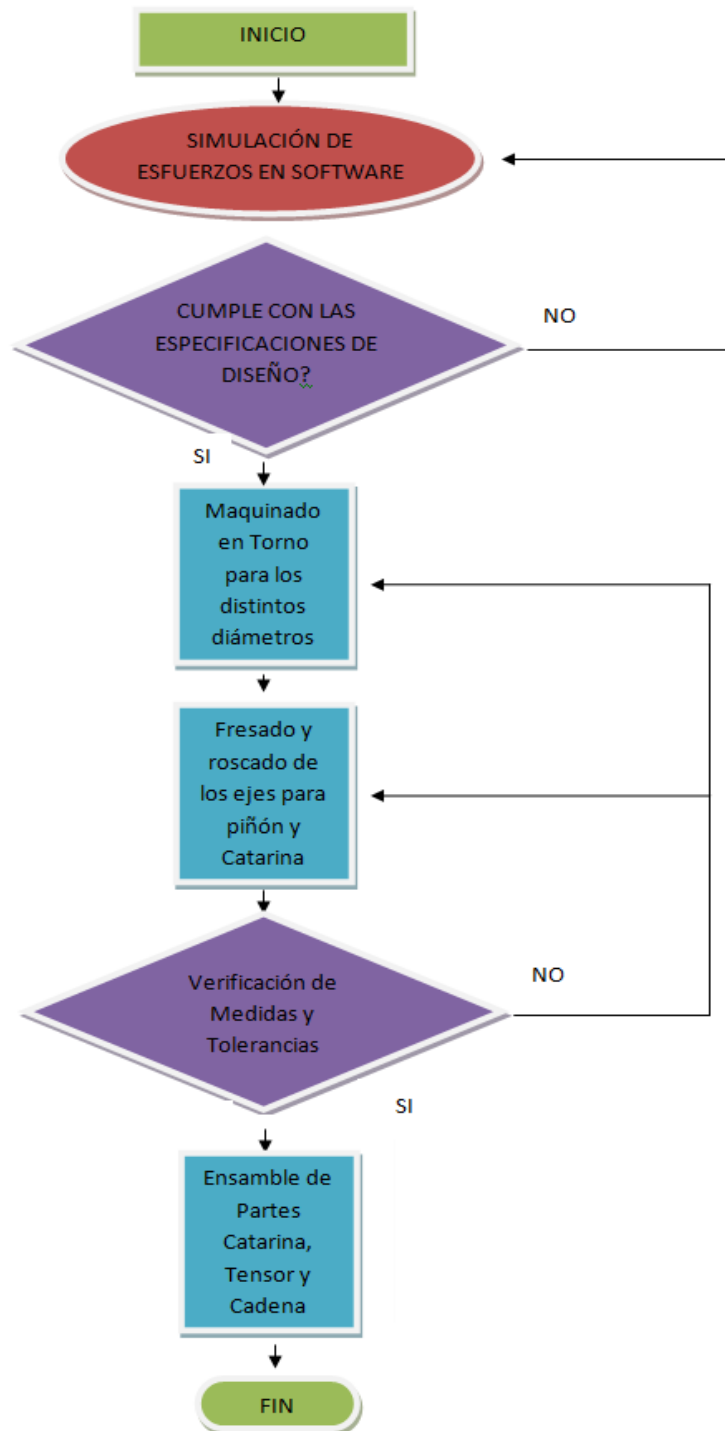 INICIO
SIMULACIÓN DE
ESFUERZOS EN SOFTWARE
CUMPLE CON LAS
ESPECIFICACIONES DE
DISEÑO?
NO
SI
Maquinado
en Torno
para los
distintos
diámetros
Fresado y
roscado de
los ejes para
piñón y
Catarina
Verificación de
Medidas y
Tolerancias
NO
SI
Ensamble de
Partes
Catarina,
Tensor y
Cadena
FIN